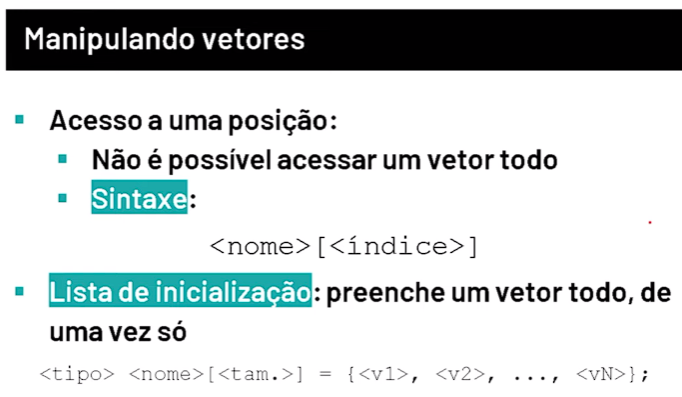 Manipulando vetores
Acesso a uma posição:
Não é possível acessar um vetor todo
Sintaxe:
<nome>[<índice>]
Lista de inicialização: preenche um vetor todo, de
uma vez só
<tipo> <nome>[<tam.>] = {<v1>, <v2>, ..., <vN>};